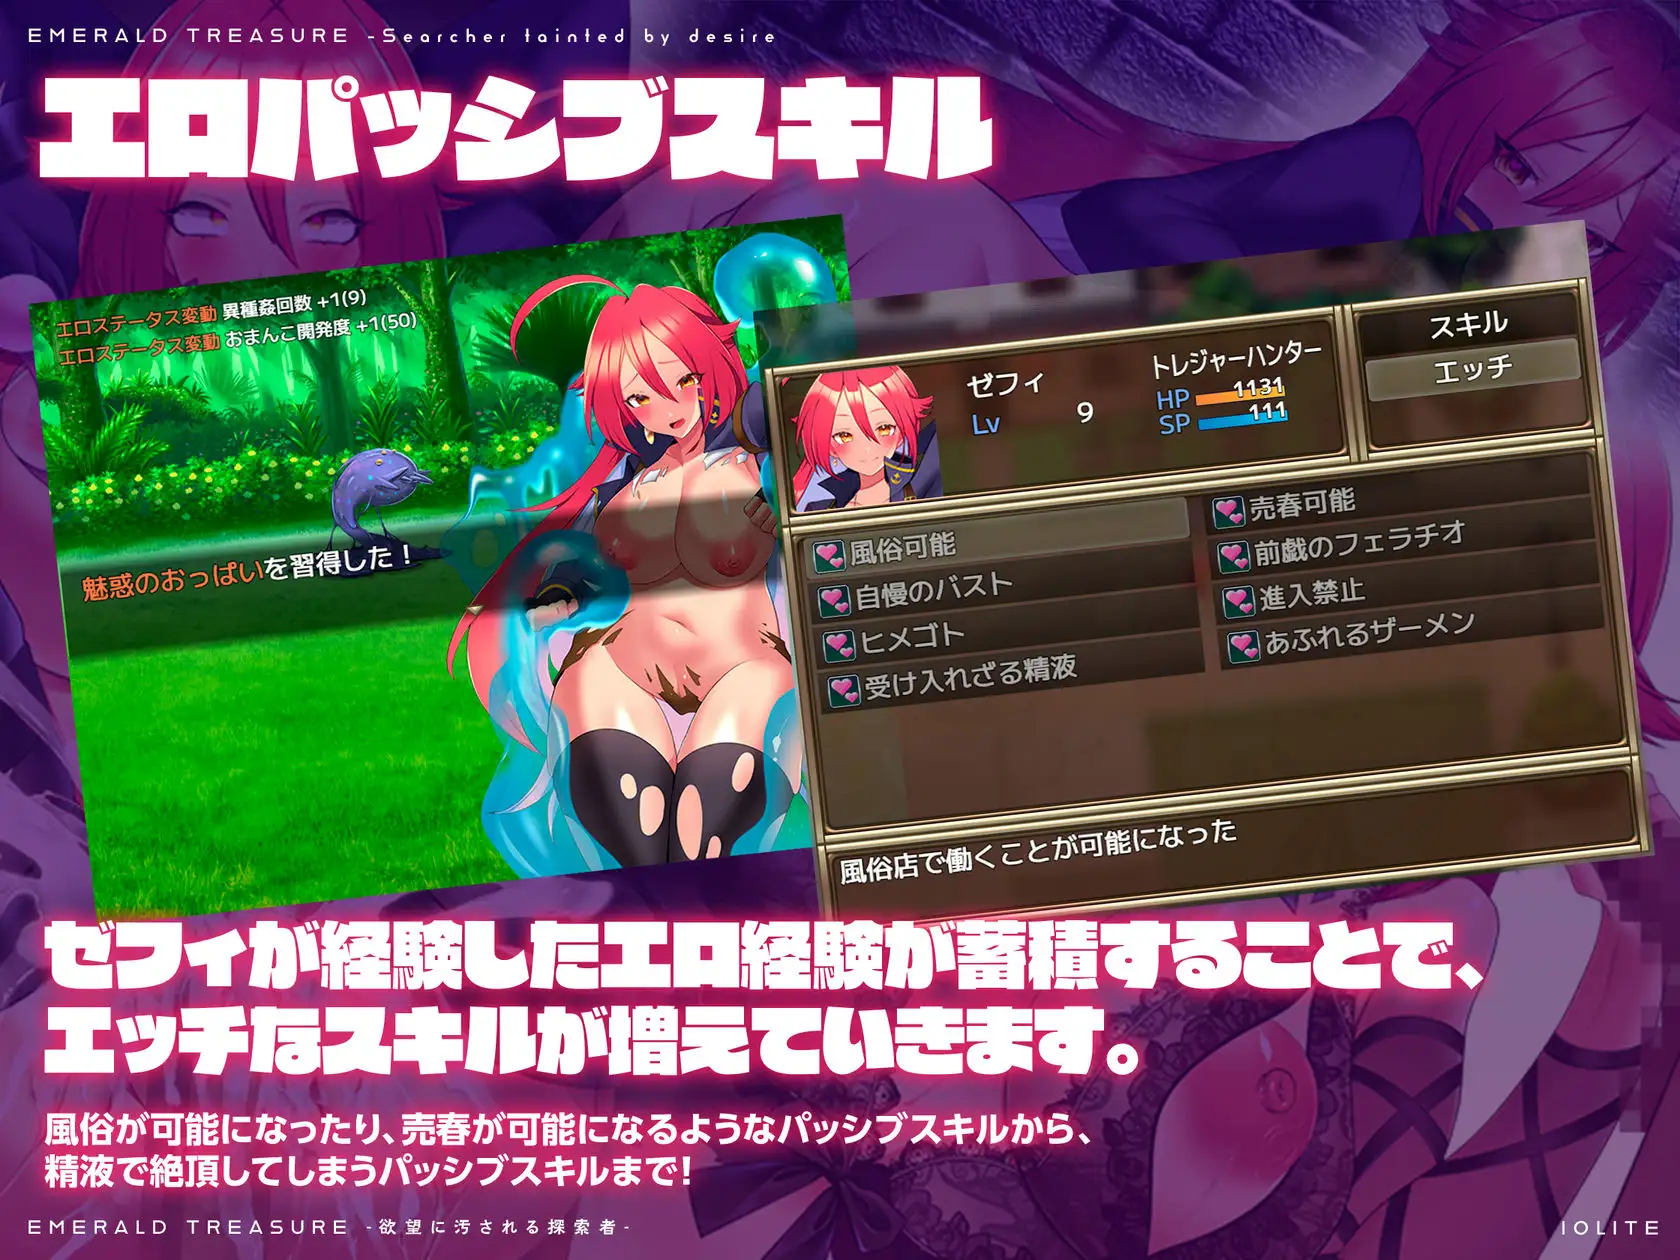 EMERALD TREASURE -Searcher tainted by desire
エロパッシブスキル
エロステータス変動 異種姦回数 +1(9)
エロステータス変動 おまんこ開発度 +1(50)
魅惑のおっぱいを習得した！
ゼフィ
Lv 9
トレジャーハンター
HP 1131
SP 111
スキル
エッチ
風俗可能
売春可能
自慢のバスト
前戯のフェラチオ
ヒメゴト
進入禁止
受け入れざる精液
あふれるザーメン
風俗店で働くことが可能になった
ゼフィが経験したエロ経験が蓄積することで、
エッチなスキルが増えていきます。
風俗が可能になったり、売春が可能になるようなパッシブスキルから、
精液で絶頂してしまうパッシブスキルまで!
EMERALD TREASURE -欲望に汚される探索者-
IOLITE